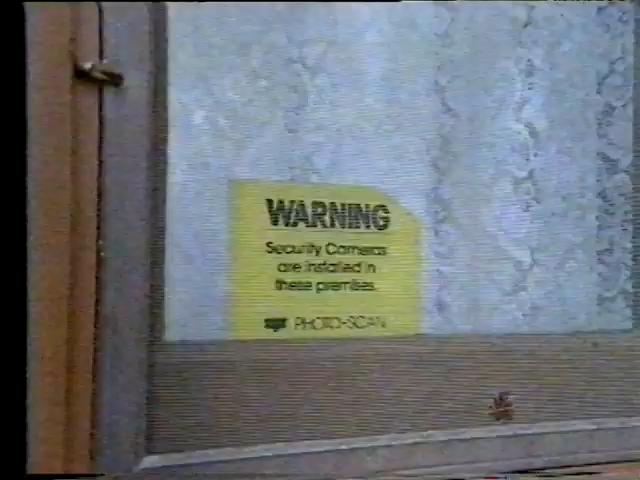 WARNING
Security Cameras
are installed in
these premises.
PHOTO-SCAN